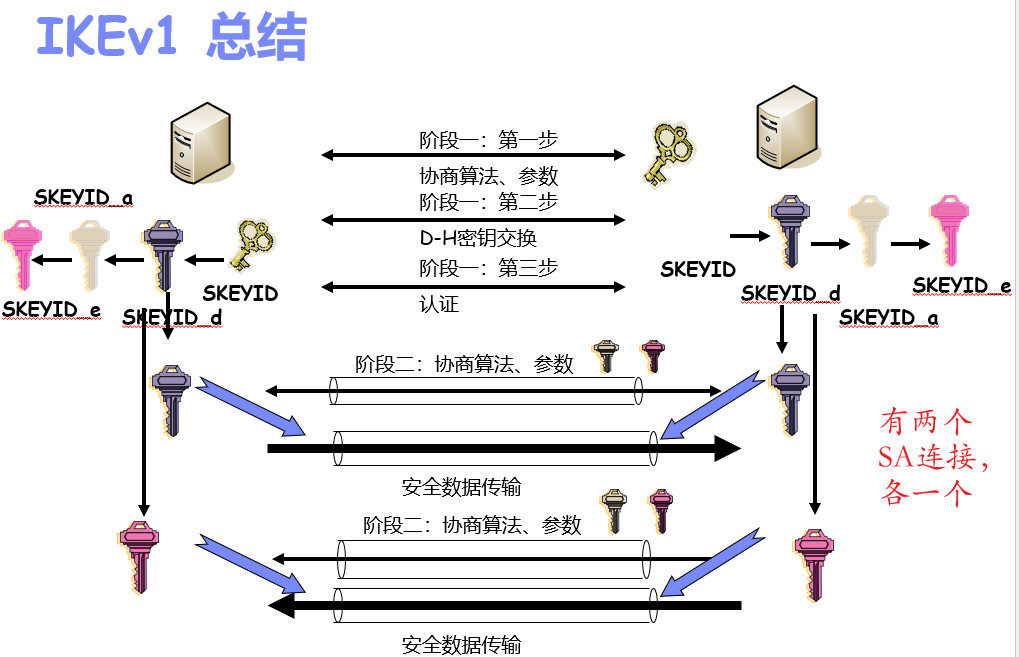 IKEv1 总结
阶段一：第一步
协商算法、参数
SKEYID_a
阶段一：第二步
D-H密钥交换
阶段一：第三步
认证
SKEYID
SKEYID_e
SKEYID_d
SKEYID
SKEYID_d
SKEYID_e
SKEYID_a
阶段二：协商算法、参数
有两个
SA连接，
各一个
安全数据传输
阶段二：协商算法、参数
安全数据传输